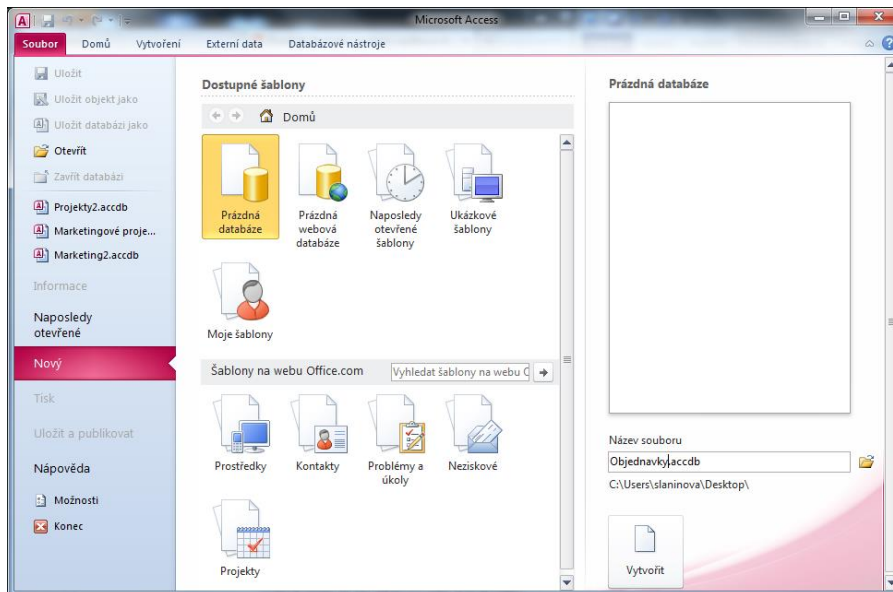 Microsoft Access
Soubor Domů Vytvoření Externí data Databázové nástroje
Uložit
Uložit objekt jako
Uložit databázi jako
Otevřít
Zavřít databázi
Projekty2.accdb
Marketingové proje...
Marketing2.accdb
Informace
Naposledy
otevřené
Nový
Tisk
Uložit a publikovat
Nápověda
Možnosti
Konec
Dostupné šablony
Domů
Prázdná
databáze
Prázdná
webová
databáze
Naposledy
otevřené
šablony
Ukázkové
šablony
Moje šablony
Šablony na webu Office.com
Vyhledat šablony na webu O
Prostředky
Kontakty
Problémy a
úkoly
Neziskové
Projekty
Prázdná databáze
Název souboru
Objednavky.accdb
C:\Users\slaninova\Desktop\
Vytvořit